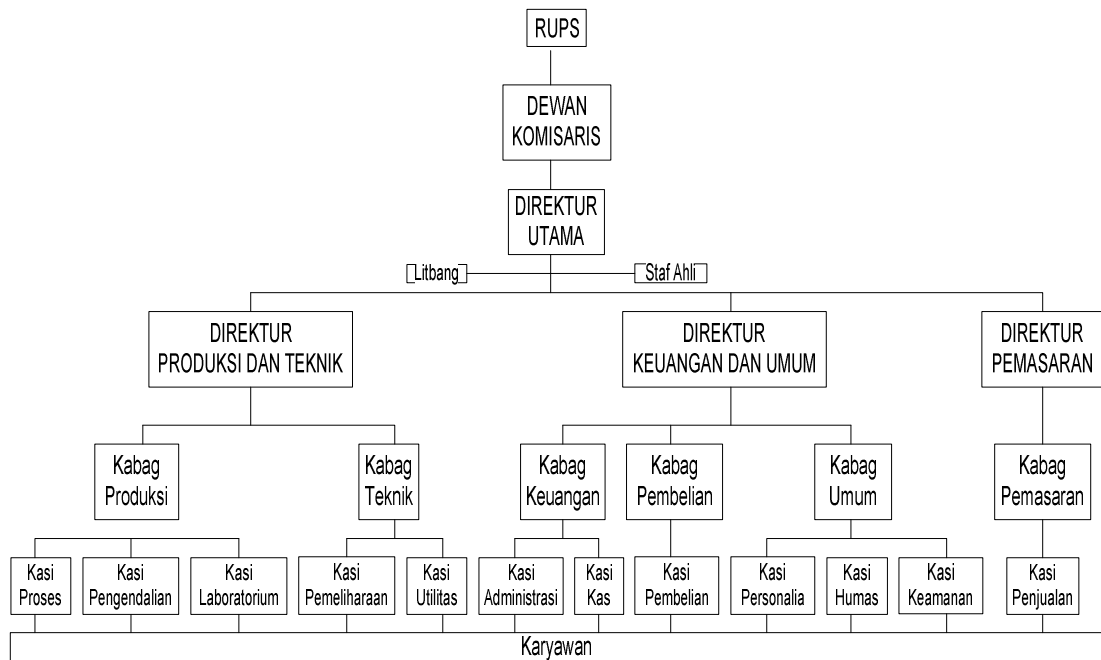 RUPS
DEWAN
KOMISARIS
DIREKTUR
UTAMA
Litbang
Staf Ahli
DIREKTUR
PRODUKSI DAN TEKNIK
DIREKTUR
KEUANGAN DAN UMUM
DIREKTUR
PEMASARAN
Kabag
Produksi
Kabag
Teknik
Kabag
Keuangan
Kabag
Pembelian
Kabag
Umum
Kabag
Pemasaran
Kasi
Proses
Kasi
Pengendalian
Kasi
Laboratorium
Kasi
Pemeliharaan
Kasi
Utilitas
Kasi
Administrasi
Kasi
Kas
Kasi
Pembelian
Kasi
Personalia
Kasi
Humas
Kasi
Keamanan
Kasi
Penjualan
Karyawan